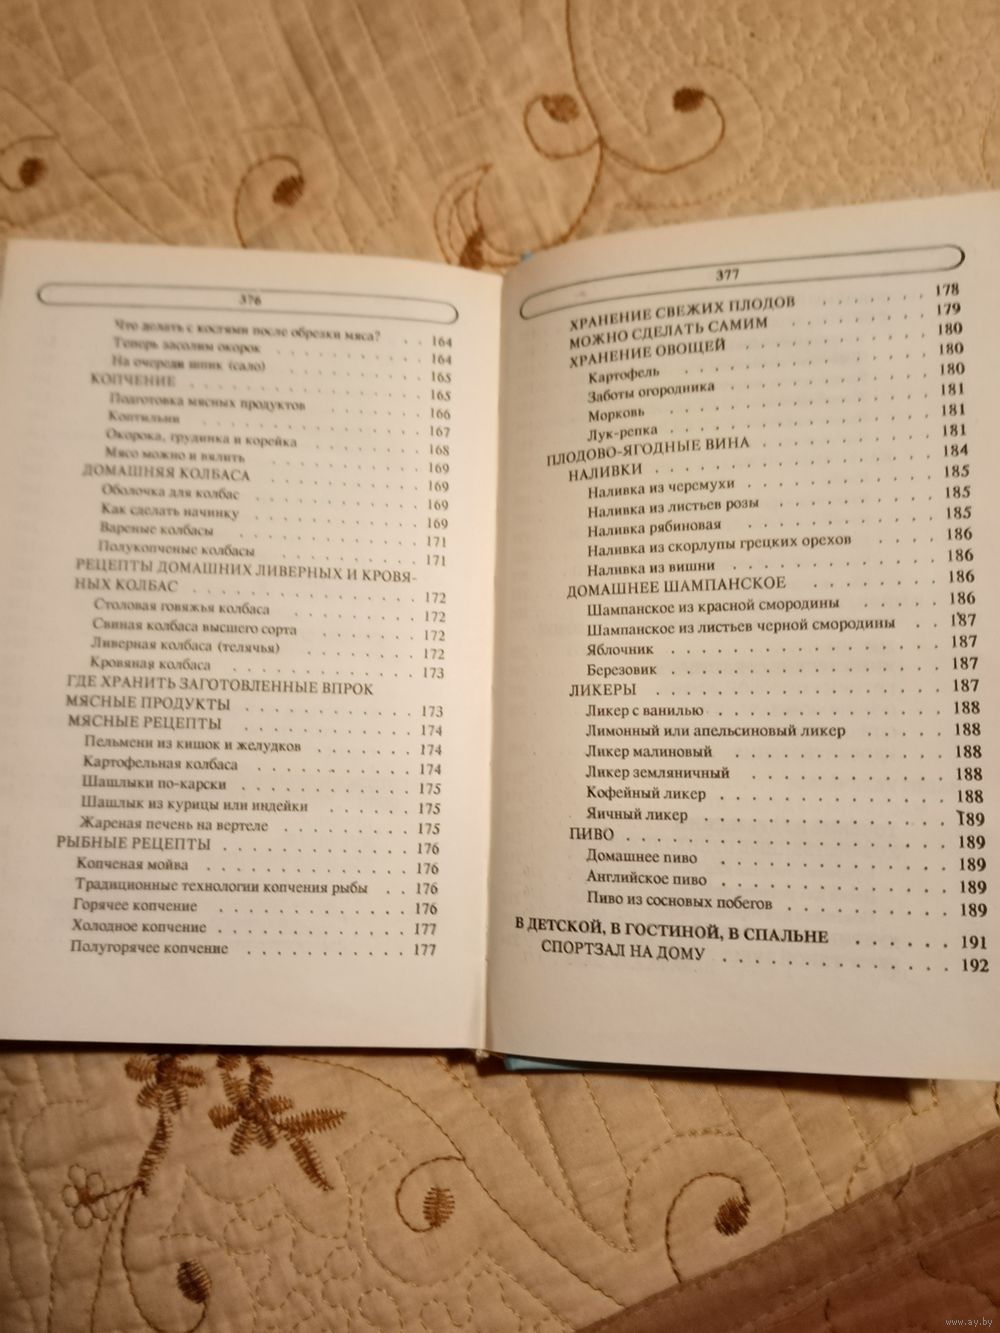 376
Что делать с костями после обрезки мяса? . . 164
Теперь засолим окорок . . . . . . . . . 164
На очереди шпик (сало) . . . . . . . . . 165
КОПЧЕНИЕ . . . . . . . . . . . . . 165
Подготовка мясных продуктов . . . . . . 166
Коптильни . . . . . . . . . . . . 167
Окорока, грудинка и корейка . . . . . . 168
Мясо можно и вялить . . . . . . . . . 169
ДОМАШНЯЯ КОЛБАСА . . . . . . . . . 169
Оболочка для колбас . . . . . . . . . 169
Как сделать начинку . . . . . . . . . 169
Вареные колбасы . . . . . . . . . . 171
Полукопченые колбасы . . . . . . . . 171
РЕЦЕПТЫ ДОМАШНИХ ЛИВЕРНЫХ И КРОВЯ-
НЫХ КОЛБАС . . . . . . . . . . . . 172
Столовая говяжья колбаса . . . . . . . 172
Свиная колбаса высшего сорта . . . . . 172
Ливерная колбаса (телячья) . . . . . . 172
Кровяная колбаса . . . . . . . . . . 173
ГДЕ ХРАНИТЬ ЗАГОТОВЛЕННЫЕ ВПРОК
МЯСНЫЕ ПРОДУКТЫ . . . . . . . . . . 173
МЯСНЫЕ РЕЦЕПТЫ . . . . . . . . . . 174
Пельмени из кишок и желудков . . . . . 174
Картофельная колбаса . . . . . . . . . 174
Шашлыки по-карски . . . . . . . . . 175
Шашлык из курицы или индейки . . . . . 175
Жареная печень на вертеле . . . . . . . 175
РЫБНЫЕ РЕЦЕПТЫ . . . . . . . . . . 176
Копченая мойва . . . . . . . . . . . 176
Традиционные технологии копчения рыбы . . 176
Горячее копчение . . . . . . . . . . 176
Холодное копчение . . . . . . . . . . 177
Полугорячее копчение . . . . . . . . . 177
377
ХРАНЕНИЕ СВЕЖИХ ПЛОДОВ . . . . . . 178
МОЖНО СДЕЛАТЬ САМИМ . . . . . . . 179
ХРАНЕНИЕ ОВОЩЕЙ . . . . . . . . . 180
Картофель . . . . . . . . . . . . 180
Заботы огородника . . . . . . . . . 180
Морковь . . . . . . . . . . . . . 181
Лук-репка . . . . . . . . . . . . 181
ПЛОДОВО-ЯГОДНЫЕ ВИНА . . . . . . . 181
НАЛИВКИ . . . . . . . . . . . . . 184
Наливка из черемухи . . . . . . . . . 185
Наливка из листьев розы . . . . . . . 185
Наливка рябиновая . . . . . . . . . 185
Наливка из скорлупы грецких орехов . . . . 186
Наливка из вишни . . . . . . . . . . 186
ДОМАШНЕЕ ШАМПАНСКОЕ . . . . . . . 186
Шампанское из красной смородины . . . . . 186
Шампанское из листьев черной смородины . . 187
Яблочник . . . . . . . . . . . . . 187
Березовик . . . . . . . . . . . . . 187
ЛИКЕРЫ . . . . . . . . . . . . . . 187
Ликер с ванилью . . . . . . . . . . 188
Лимонный или апельсиновый ликер . . . . 188
Ликер малиновый . . . . . . . . . . 188
Ликер земляничный . . . . . . . . . 188
Кофейный ликер . . . . . . . . . . . 188
Яичный ликер . . . . . . . . . . . 189
ПИВО . . . . . . . . . . . . . . . 189
Домашнее пиво . . . . . . . . . . . 189
Английское пиво . . . . . . . . . . 189
Пиво из сосновых побегов . . . . . . . 189
В ДЕТСКОЙ, В ГОСТИНОЙ, В СПАЛЬНЕ . . . . . . 191
СПОРТЗАЛ НА ДОМУ . . . . . . . . . . 192
www.ay.by